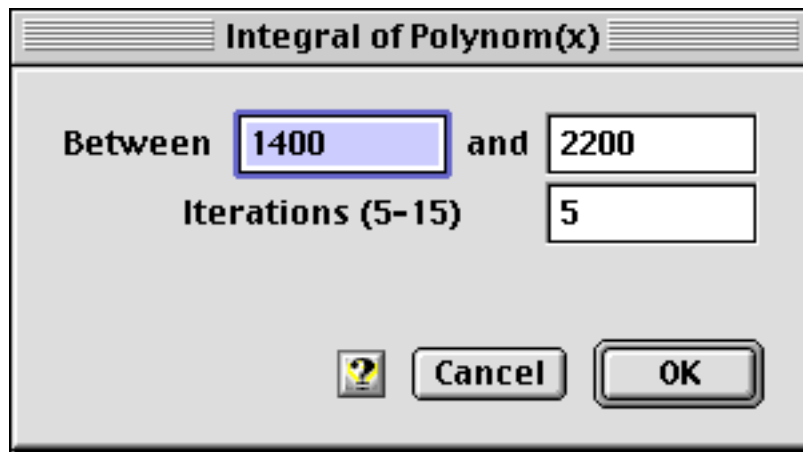 Integral of Polynom(x)
Between 1400 and 2200
Iterations (5-15) 5
? Cancel OK